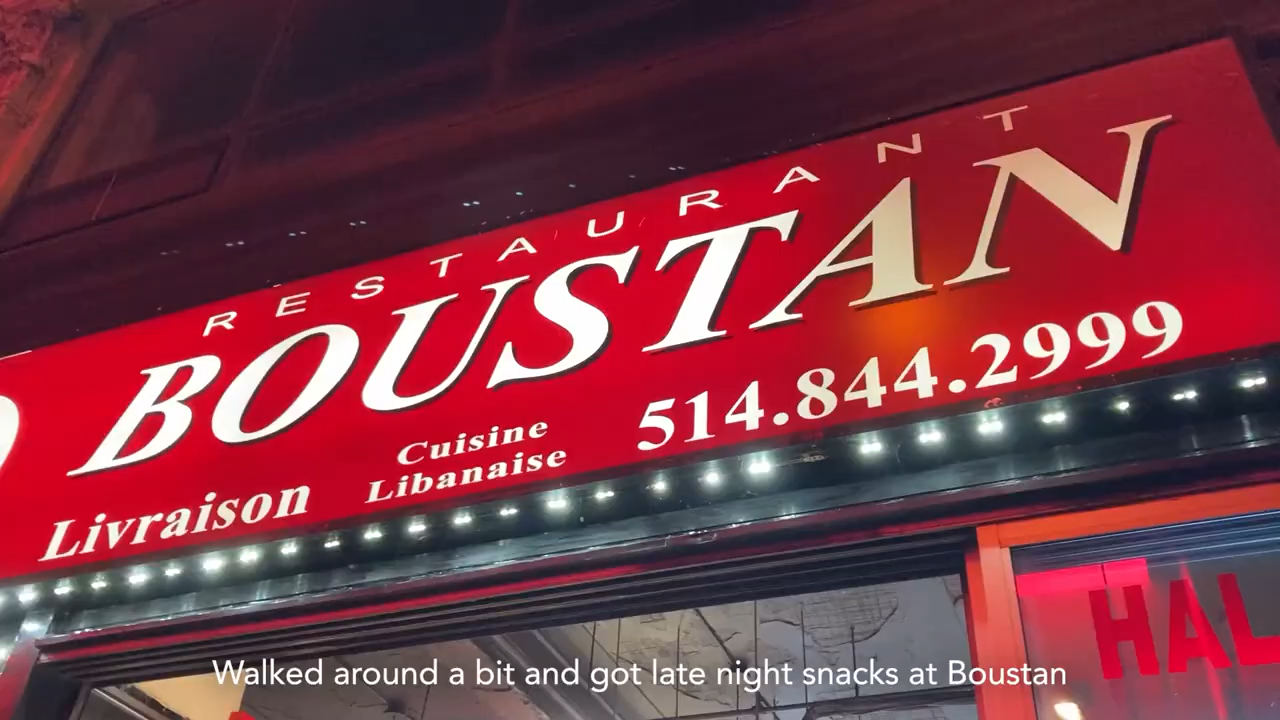 RESTAURANT
BOUSTAN
Livraison
Cuisine
Libanaise
514.844.2999
HAL
Walked around a bit and got late night snacks at Boustan